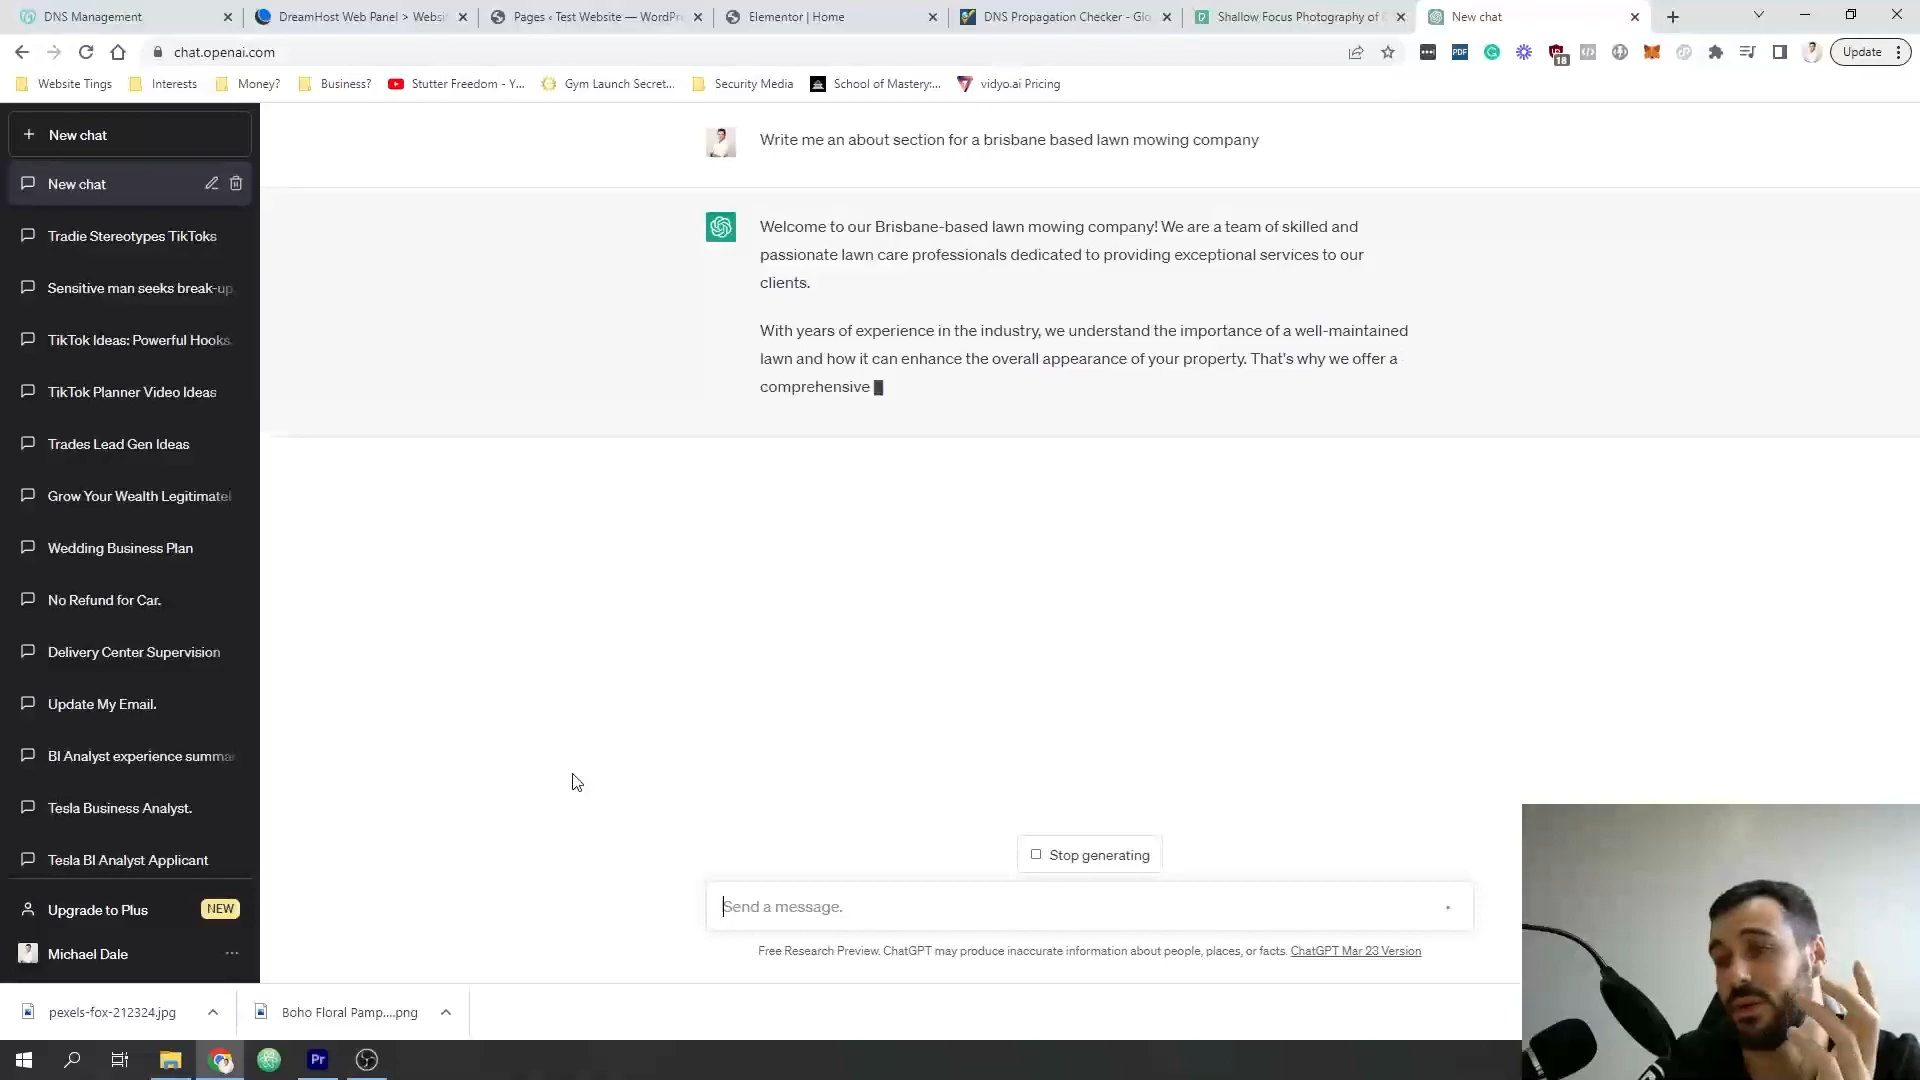 DNS Management
DreamHost Web Panel > Websi
Pages ‹ Test Website — WordPr
Elementor | Home
DNS Propagation Checker - Glo
Shallow Focus Photography of
New chat
chat.openai.com
18
Update
Website Tings
Interests
Money?
Business?
Stutter Freedom - Y...
Gym Launch Secret...
Security Media
School of Mastery:...
vidyo.ai Pricing
New chat
New chat
Tradie Stereotypes TikToks
Sensitive man seeks break-up
TikTok Ideas: Powerful Hooks
TikTok Planner Video Ideas
Trades Lead Gen Ideas
Grow Your Wealth Legitimatel
Wedding Business Plan
No Refund for Car.
Delivery Center Supervision
Update My Email.
BI Analyst experience summa
Tesla Business Analyst.
Tesla BI Analyst Applicant
Upgrade to Plus
NEW
Michael Dale
Write me an about section for a brisbane based lawn mowing company
Welcome to our Brisbane-based lawn mowing company! We are a team of skilled and
passionate lawn care professionals dedicated to providing exceptional services to our
clients.
With years of experience in the industry, we understand the importance of a well-maintained
lawn and how it can enhance the overall appearance of your property. That's why we offer a
comprehensive
Stop generating
Send a message.
Free Research Preview. ChatGPT may produce inaccurate information about people, places, or facts. ChatGPT Mar 23 Version
pexels-fox-212324.jpg
Boho Floral Pamp....png
Pr